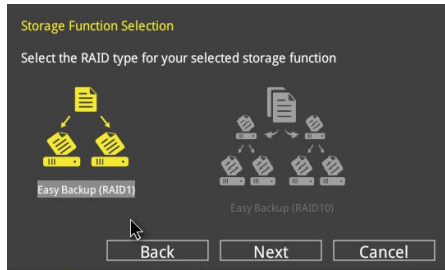 Storage Function Selection
Select the RAID type for your selected storage function
Easy Backup (RAID1)
Easy Backup (RAID10)
Back Next Cancel